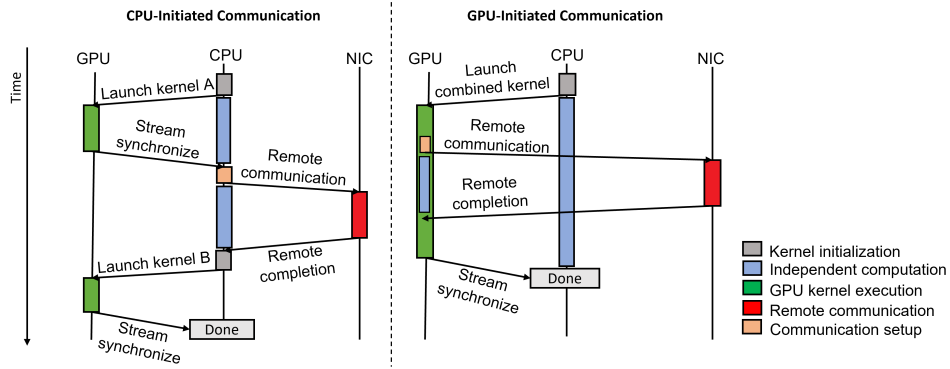 CPU-Initiated Communication
GPU-Initiated Communication
Time
GPU
CPU
NIC
Launch kernel A
Stream
synchronize
Remote
communication
Remote
completion
Launch kernel B
Stream
synchronize
Done
GPU
CPU
NIC
Launch
combined kernel
Remote
communication
Remote
completion
Stream
synchronize
Done
Kernel initialization
Independent computation
GPU kernel execution
Remote communication
Communication setup